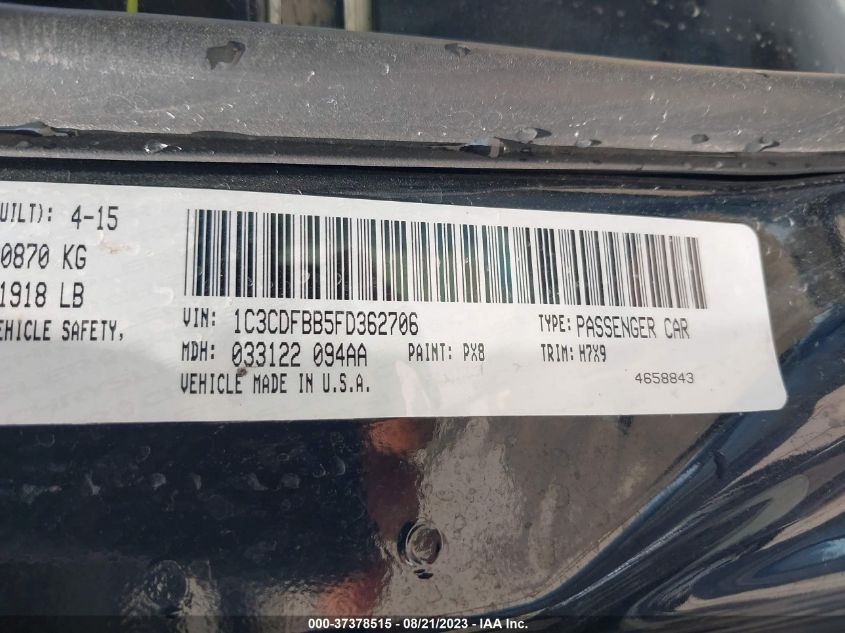 UILT): 4-15
0870 KG
1918 LB
EHICLE SAFETY,
VIN: 1C3CDFBB5FD362706 TYPE: PASSENGER CAR
MDH: 033122 094AA PAINT: PX8 TRIM: H7X9
VEHICLE MADE IN U.S.A. 4658843
000-37378515 - 08/21/2023 - IAA Inc.